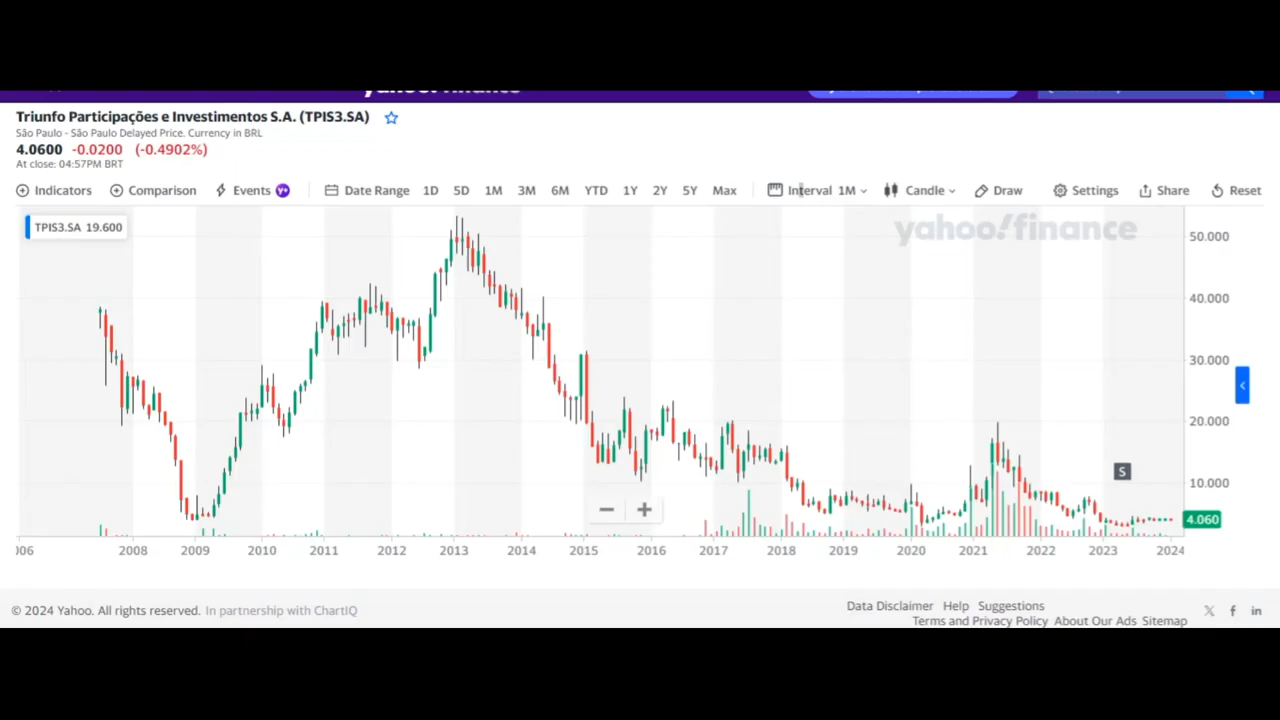 Triunfo Participações e Investimentos S.A. (TPIS3.SA)
São Paulo - São Paulo Delayed Price. Currency in BRL
4.0600 -0.0200 (-0.4902%)
At close: 04:57PM BRT
Indicators Comparison Events Y+ Date Range 1D 5D 1M 3M 6M YTD 1Y 2Y 5Y Max Interval 1M Candle Draw Settings Share Reset
TPIS3.SA 19.600
yahoo!finance
50.000
40.000
30.000
20.000
S
10.000
4.060
006 2008 2009 2010 2011 2012 2013 2014 2015 2016 2017 2018 2019 2020 2021 2022 2023 2024
© 2024 Yahoo. All rights reserved. In partnership with ChartIQ
Data Disclaimer Help Suggestions
Terms and Privacy Policy About Our Ads Sitemap